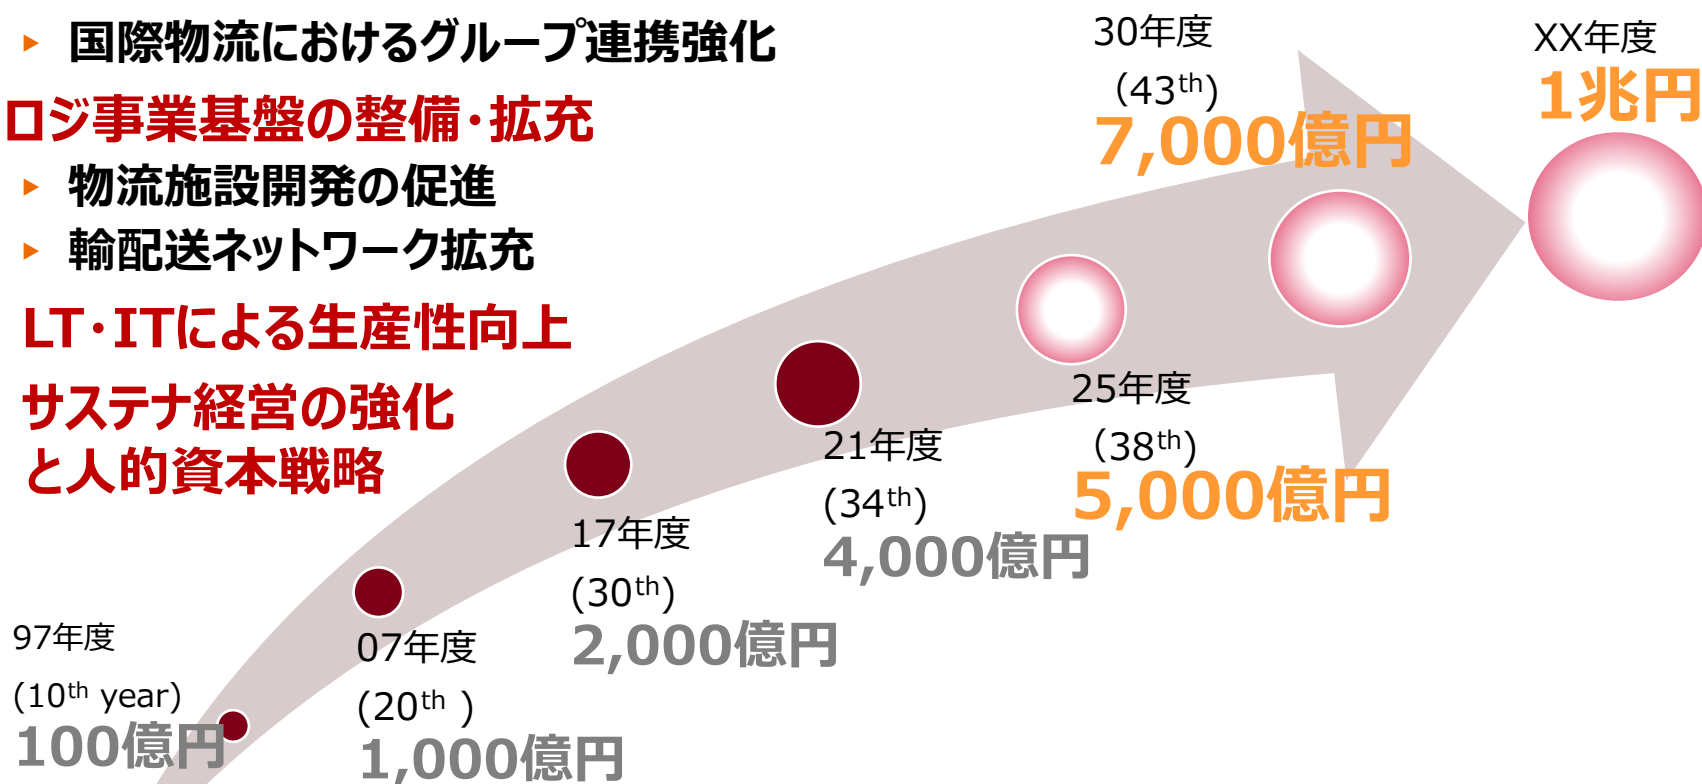 ▸ 国際物流におけるグループ連携強化
ロジ事業基盤の整備・拡充
▸ 物流施設開発の促進
▸ 輸配送ネットワーク拡充
LT・ITによる生産性向上
サステナ経営の強化
と人的資本戦略
97年度
(10th year)
100億円
07年度
(20th )
1,000億円
17年度
(30th)
2,000億円
21年度
(34th)
4,000億円
25年度
(38th)
5,000億円
30年度
(43th)
7,000億円
XX年度
1兆円